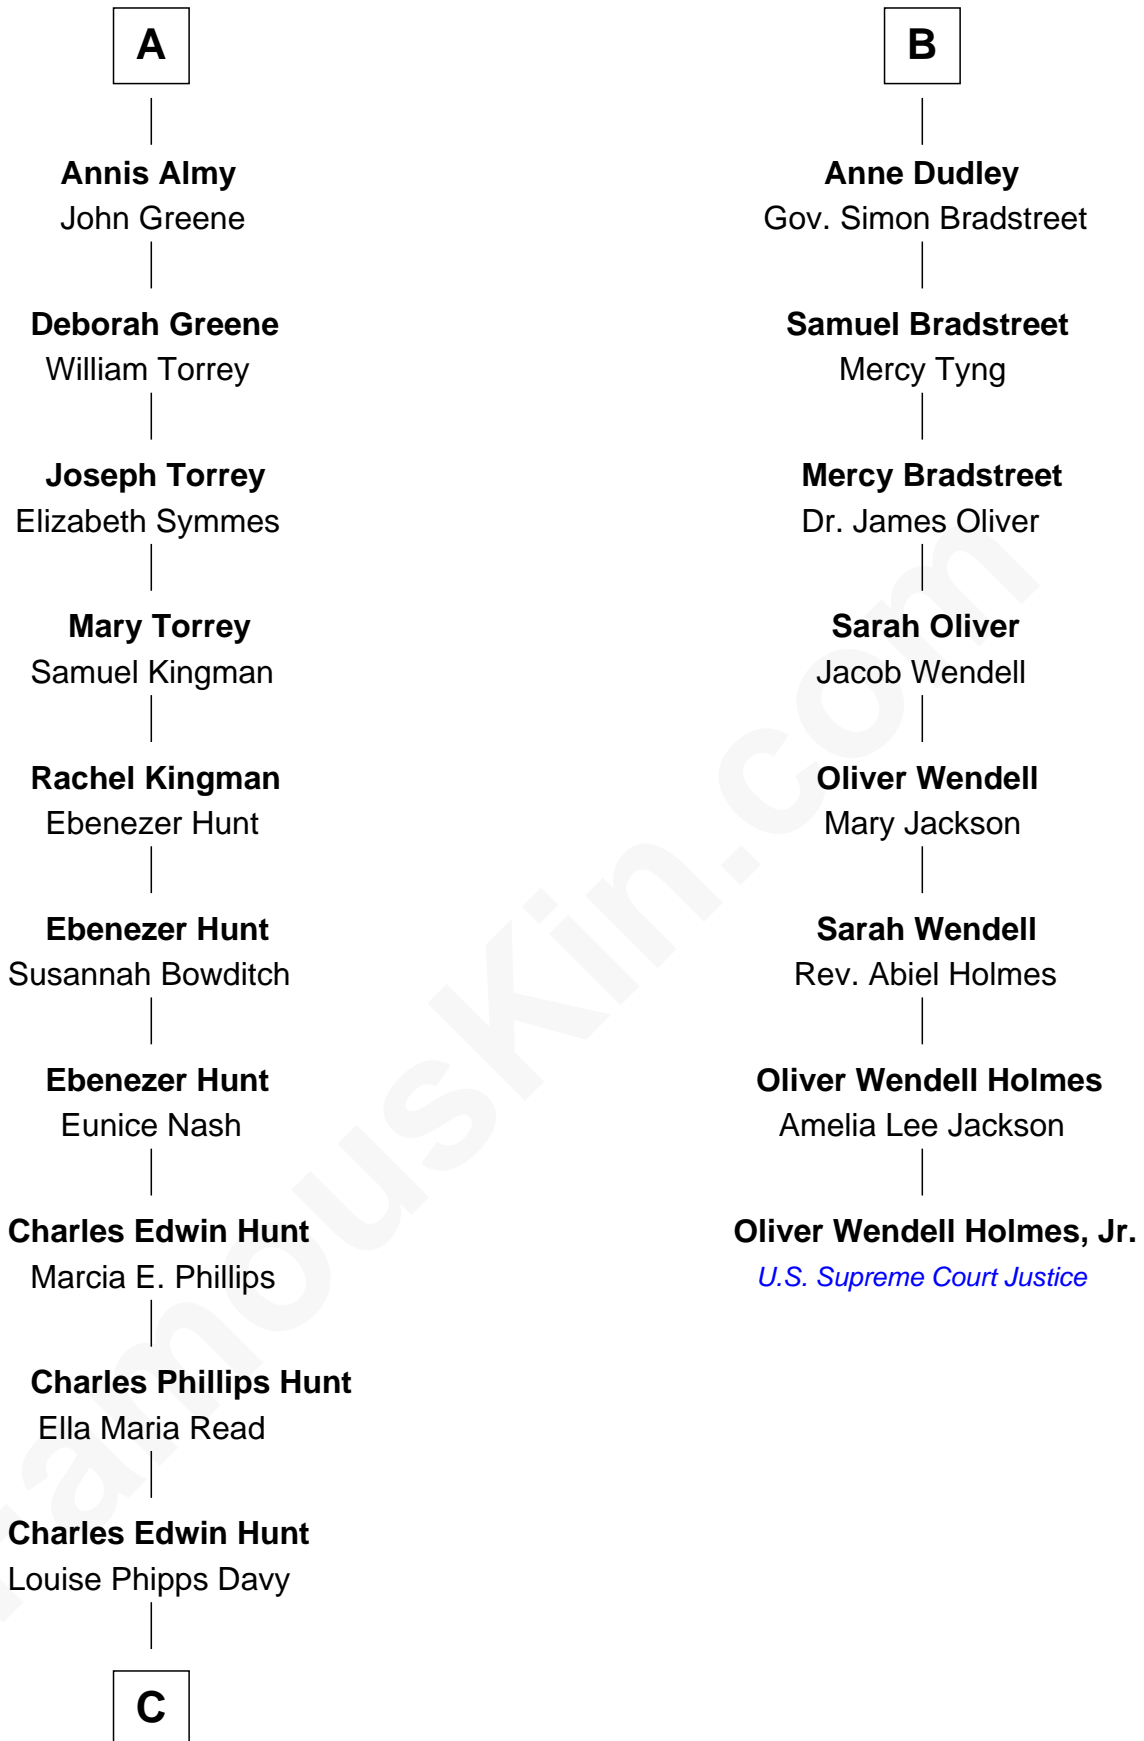 A
Annis Almy
John Greene
Deborah Greene
William Torrey
Joseph Torrey
Elizabeth Symmes
Mary Torrey
Samuel Kingman
Rachel Kingman
Ebenezer Hunt
Ebenezer Hunt
Susannah Bowditch
Ebenezer Hunt
Eunice Nash
Charles Edwin Hunt
Marcia E. Phillips
Charles Phillips Hunt
Ella Maria Read
Charles Edwin Hunt
Louise Phipps Davy
C
B
Anne Dudley
Gov. Simon Bradstreet
Samuel Bradstreet
Mercy Tyng
Mercy Bradstreet
Dr. James Oliver
Sarah Oliver
Jacob Wendell
Oliver Wendell
Mary Jackson
Sarah Wendell
Rev. Abiel Holmes
Oliver Wendell Holmes
Amelia Lee Jackson
Oliver Wendell Holmes, Jr.
U.S. Supreme Court Justice
FamousKin.com